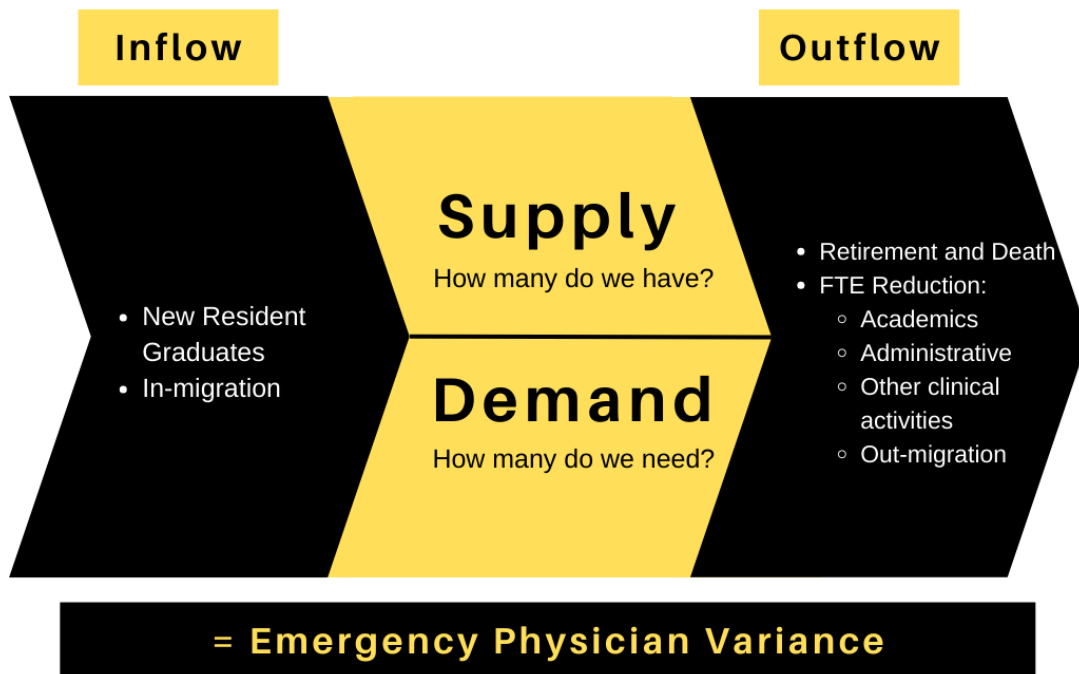 Inflow
Outflow
• New Resident
Graduates
• In-migration
Supply
How many do we have?
Demand
How many do we need?
• Retirement and Death
• FTE Reduction:
◦ Academics
◦ Administrative
◦ Other clinical
activities
◦ Out-migration
= Emergency Physician Variance